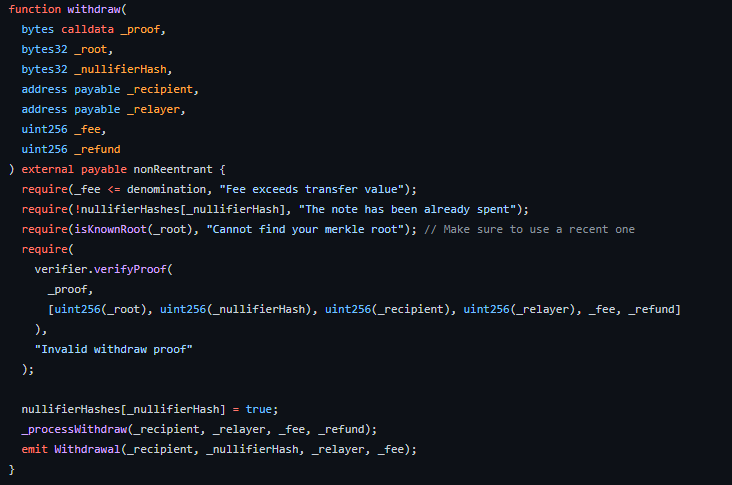 function withdraw(
bytes calldata _proof,
bytes32 _root,
bytes32 _nullifierHash,
address payable _recipient,
address payable _relayer,
uint256 _fee,
uint256 _refund
) external payable nonReentrant {
require(_fee <= denomination, "Fee exceeds transfer value");
require(!nullifierHashes[_nullifierHash], "The note has been already spent");
require(isKnownRoot(_root), "Cannot find your merkle root"); // Make sure to use a recent one
require(
verifier.verifyProof(
_proof,
[uint256(_root), uint256(_nullifierHash), uint256(_recipient), uint256(_relayer), _fee, _refund]
),
"Invalid withdraw proof"
);
nullifierHashes[_nullifierHash] = true;
_processWithdraw(_recipient, _relayer, _fee, _refund);
emit Withdrawal(_recipient, _nullifierHash, _relayer, _fee);
}